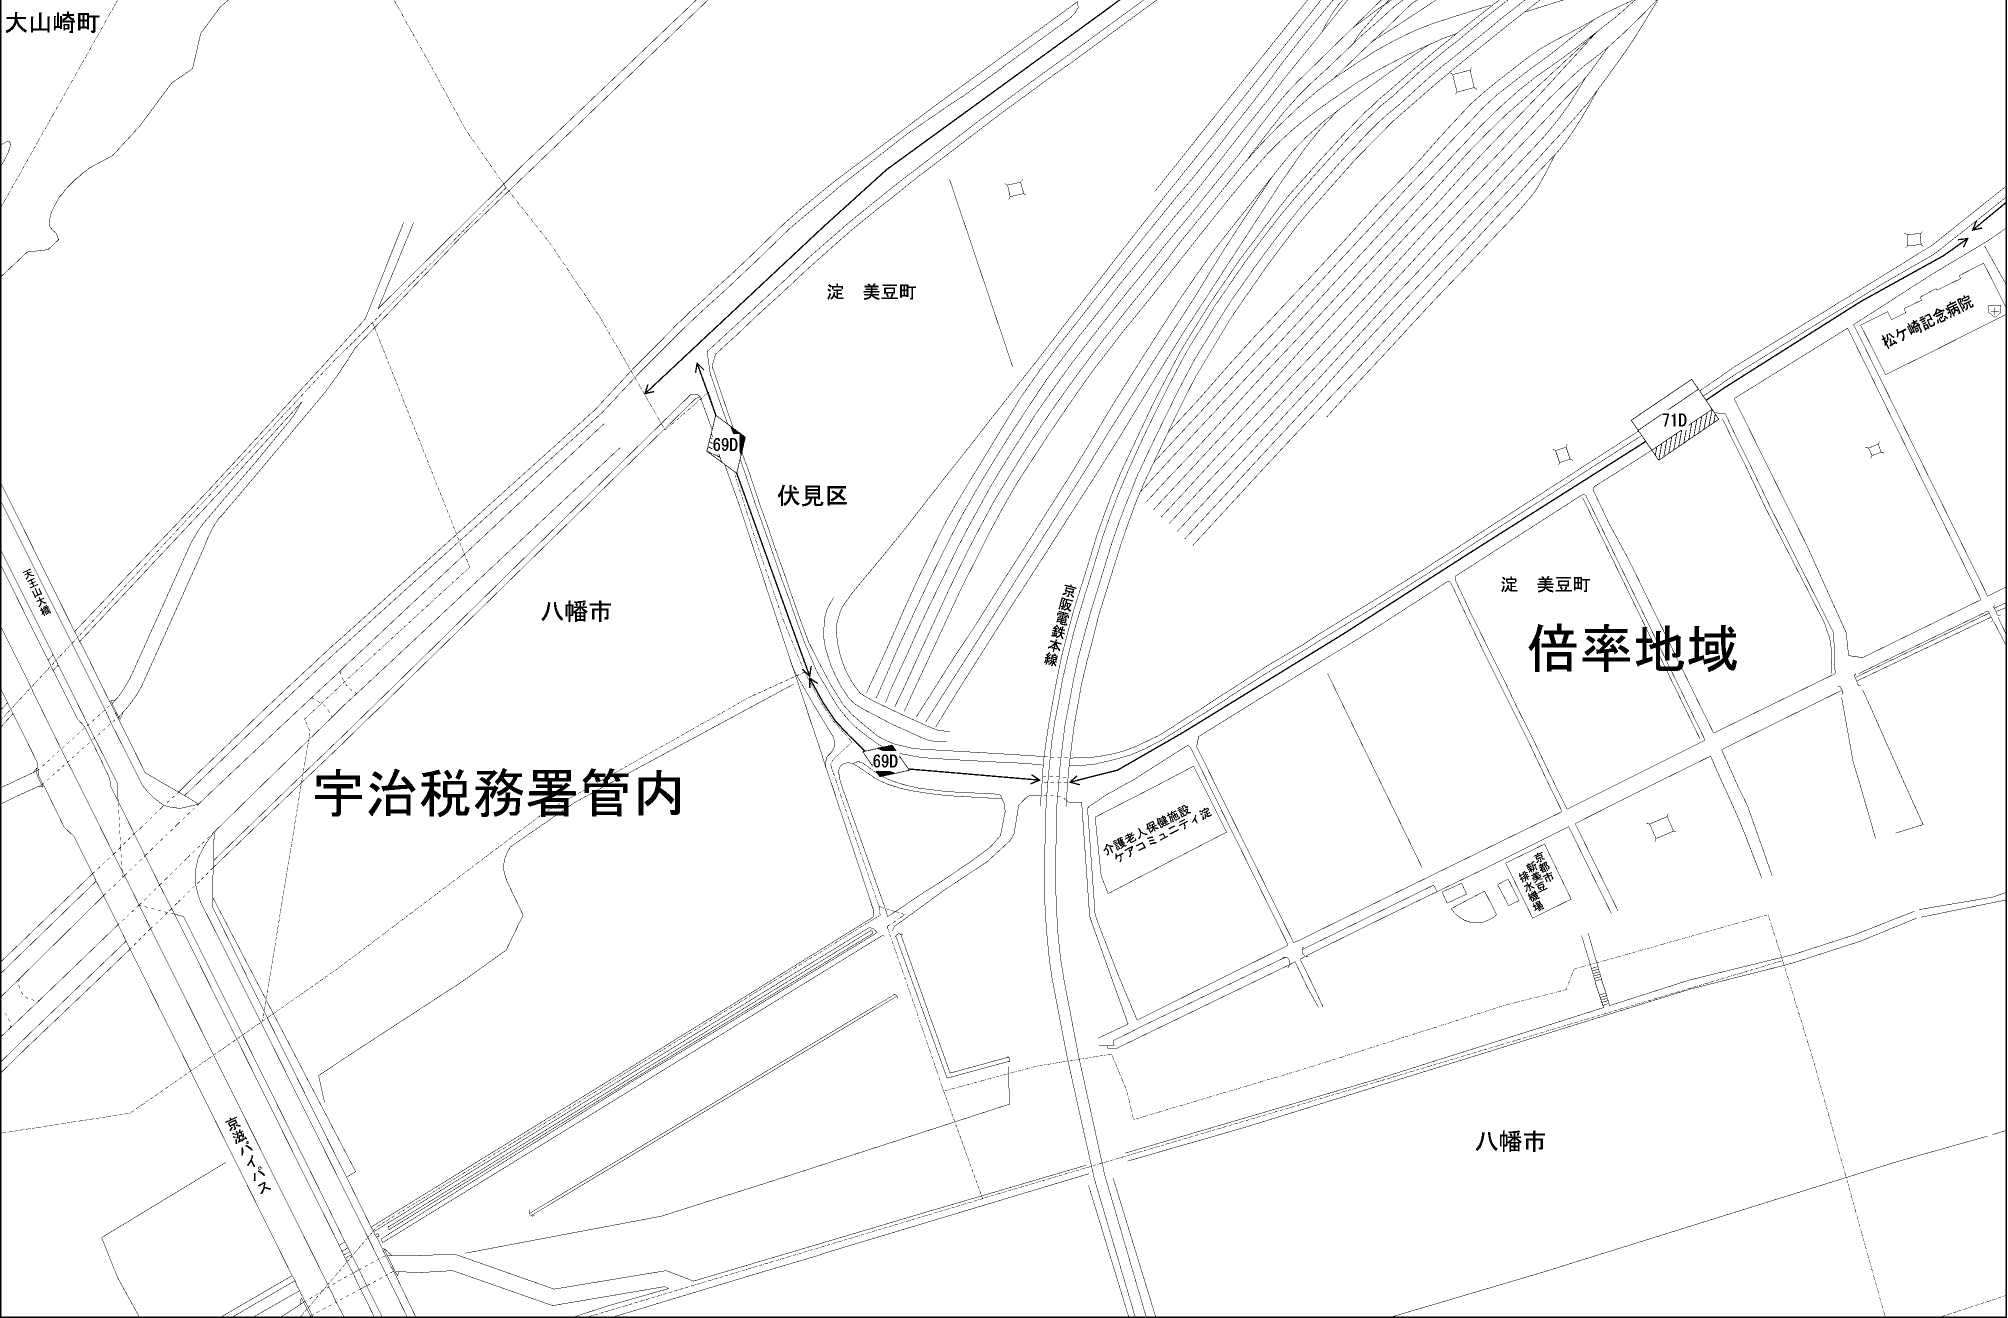 大山崎町
淀　美豆町
松ケ崎記念病院
71D
69D
伏見区
天王山大橋
八幡市
京阪電鉄本線
淀　美豆町
倍率地域
69D
宇治税務署管内
介護老人保健施設
ケアコミュニティ淀
京都市
新美豆
排水機場
京滋バイパス
八幡市